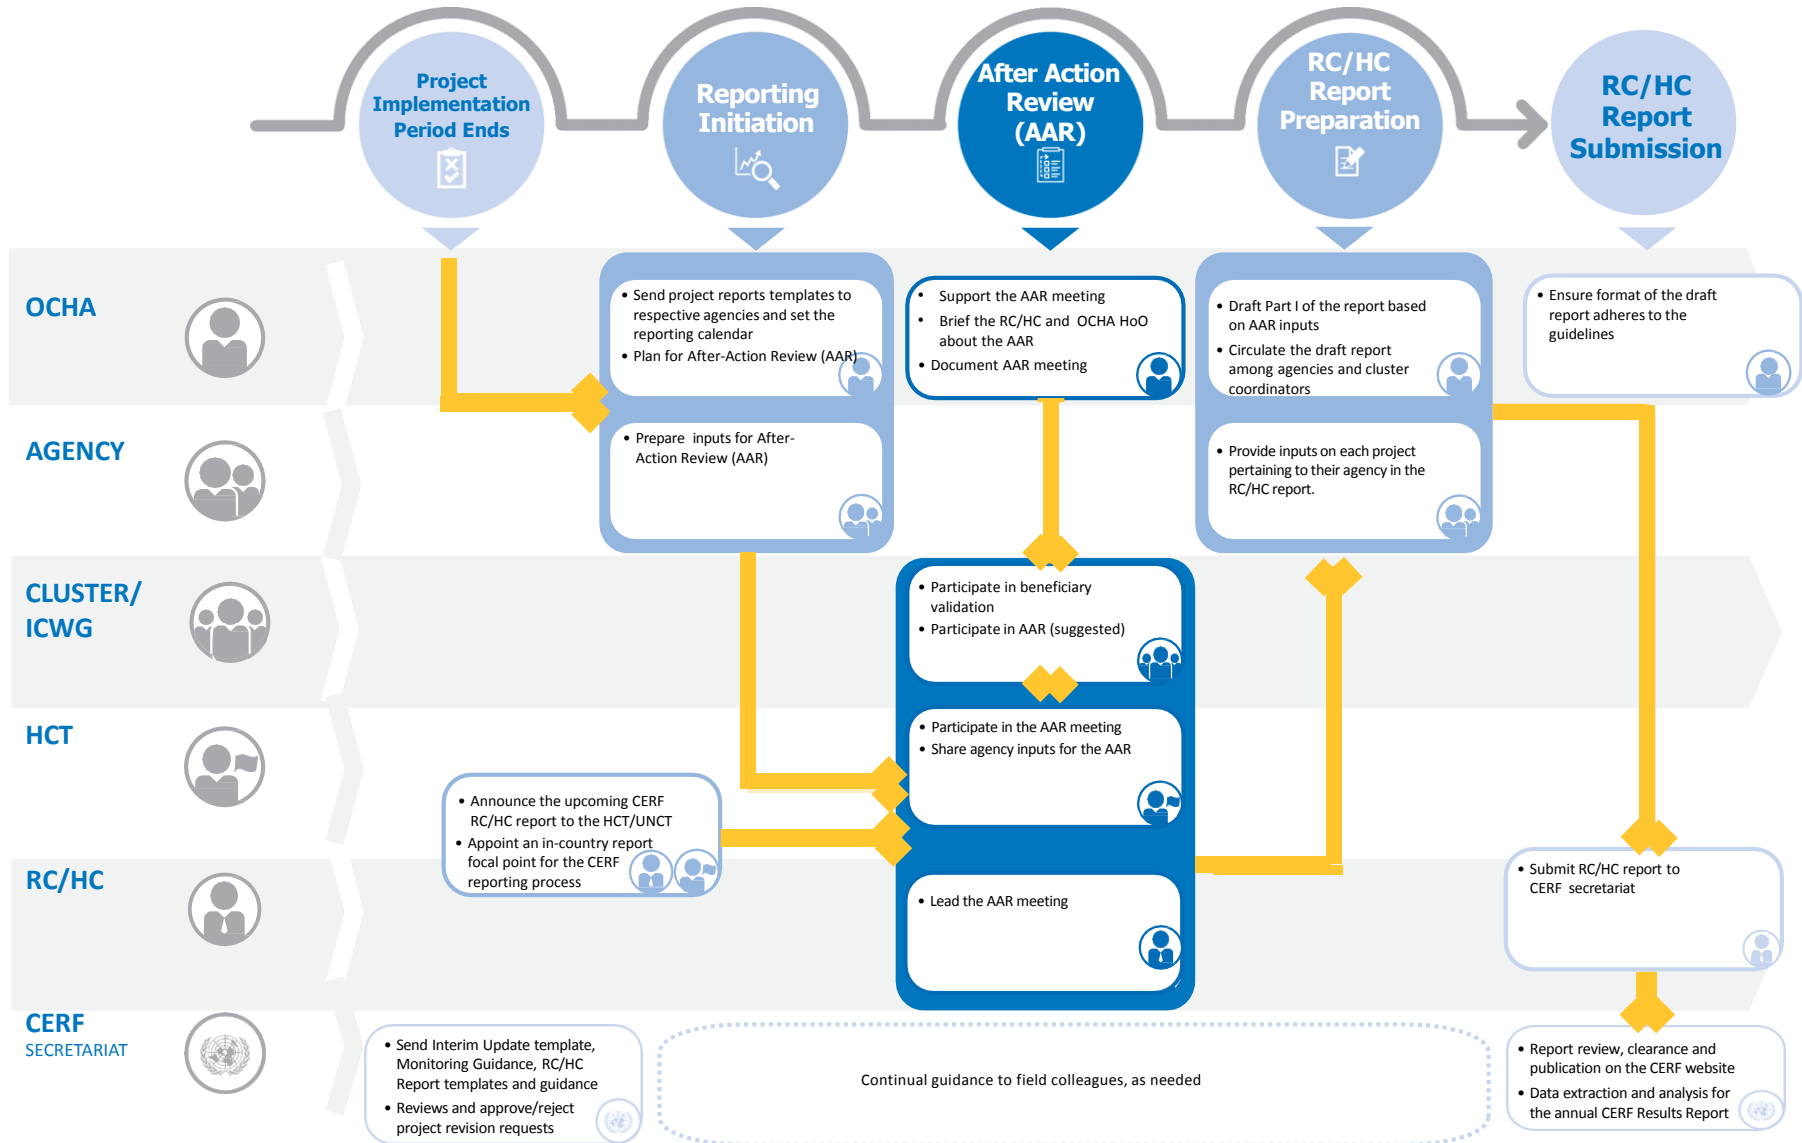 Project
Implementation
Period Ends
Reporting
Initiation
After Action
Review
(AAR)
RC/HC
Report
Preparation
RC/HC
Report
Submission
OCHA
• Send project reports templates to
respective agencies and set the
reporting calendar
• Plan for After-Action Review (AAR)
• Support the AAR meeting
• Brief the RC/HC and OCHA HoO
about the AAR
• Document AAR meeting
• Draft Part I of the report based
on AAR inputs
• Circulate the draft report
among agencies and cluster
coordinators
• Ensure format of the draft
report adheres to the
guidelines
AGENCY
• Prepare inputs for After-
Action Review (AAR)
• Provide inputs on each project
pertaining to their agency in the
RC/HC report.
CLUSTER/
ICWG
• Participate in beneficiary
validation
• Participate in AAR (suggested)
HCT
• Participate in the AAR meeting
• Share agency inputs for the AAR
• Announce the upcoming CERF
RC/HC report to the HCT/UNCT
• Appoint an in-country report
focal point for the CERF
reporting process
RC/HC
• Lead the AAR meeting
• Submit RC/HC report to
CERF secretariat
CERF
SECRETARIAT
• Send Interim Update template,
Monitoring Guidance, RC/HC
Report templates and guidance
• Reviews and approve/reject
project revision requests
Continual guidance to field colleagues, as needed
• Report review, clearance and
publication on the CERF website
• Data extraction and analysis for
the annual CERF Results Report